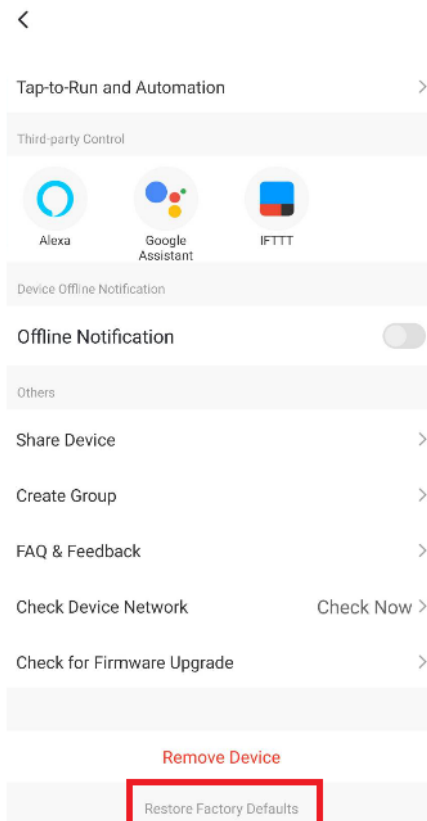 Tap-to-Run and Automation
Third-party Control
Alexa
Google
Assistant
IFTTT
Device Offline Notification
Offline Notification
Others
Share Device
Create Group
FAQ & Feedback
Check Device Network Check Now
Check for Firmware Upgrade
Remove Device
Restore Factory Defaults